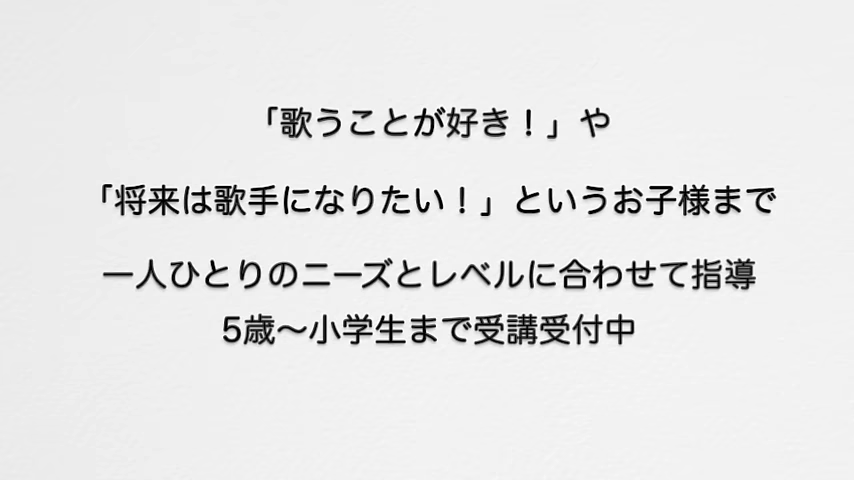 「歌うことが好き！」や
「将来は歌手になりたい！」というお子様まで
一人ひとりのニーズとレベルに合わせて指導
5歳〜小学生まで受講受付中